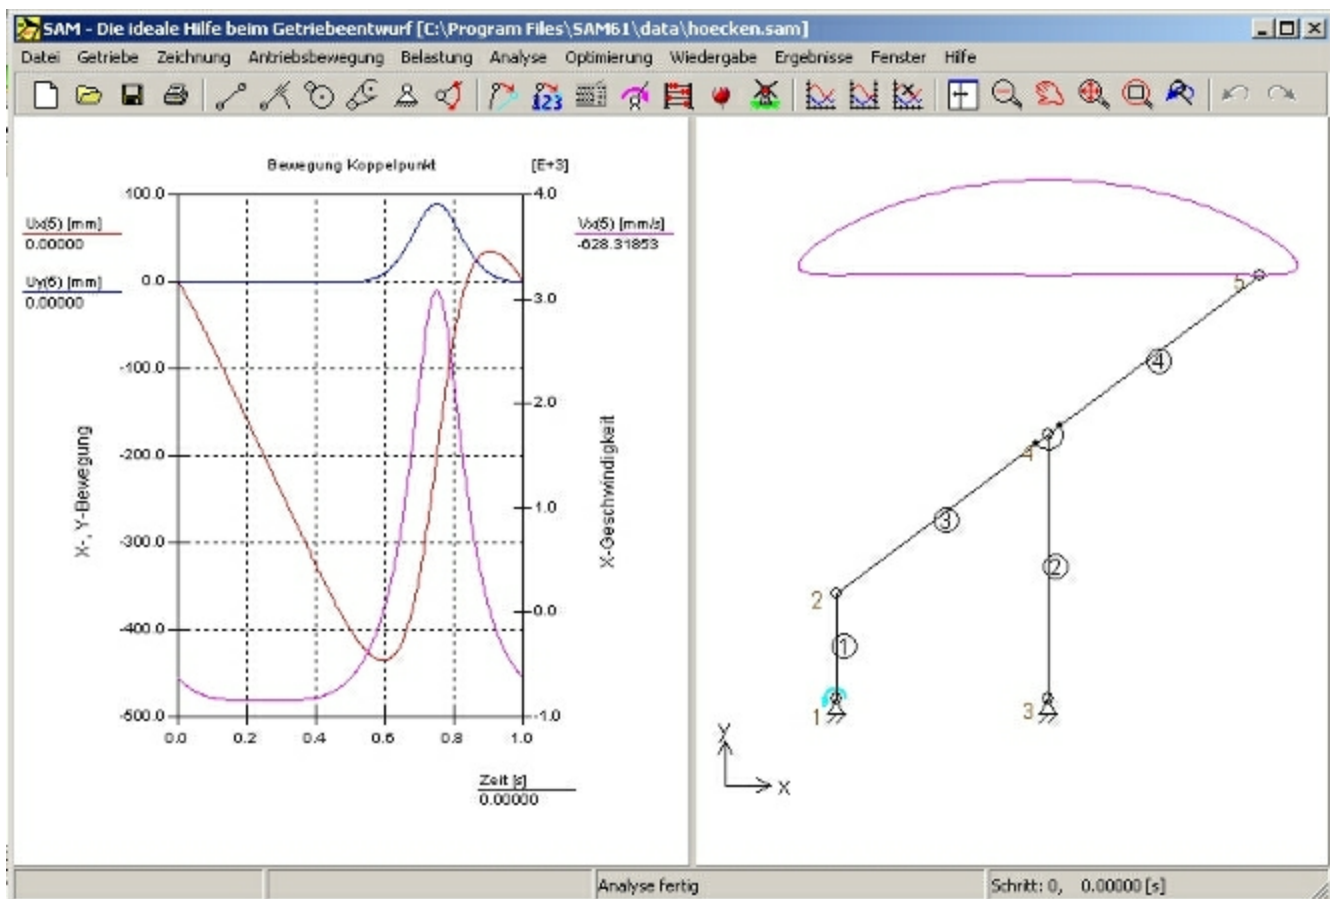 SAM - Die ideale Hilfe beim Getriebeentwurf [C:\Program Files\SAM61\data\hoecken.sam]
Datei Getriebe Zeichnung Antriebsbewegung Belastung Analyse Optimierung Wiedergabe Ergebnisse Fenster Hilfe
123
Bewegung Koppelpunkt
[E+3]
Ux(5) [mm]
0.00000
Uy(5) [mm]
0.00000
Vx(5) [mm/s]
-628.31853
100.0
0.0
-100.0
-200.0
-300.0
-400.0
-500.0
X-, Y-Bewegung
4.0
3.0
2.0
1.0
0.0
-1.0
X-Geschwindigkeit
0.0 0.2 0.4 0.6 0.8 1.0
Zeit [s]
0.00000
5
4
4
3
2
2
1
1
3
Y
X
Analyse fertig
Schritt: 0, 0.00000 [s]